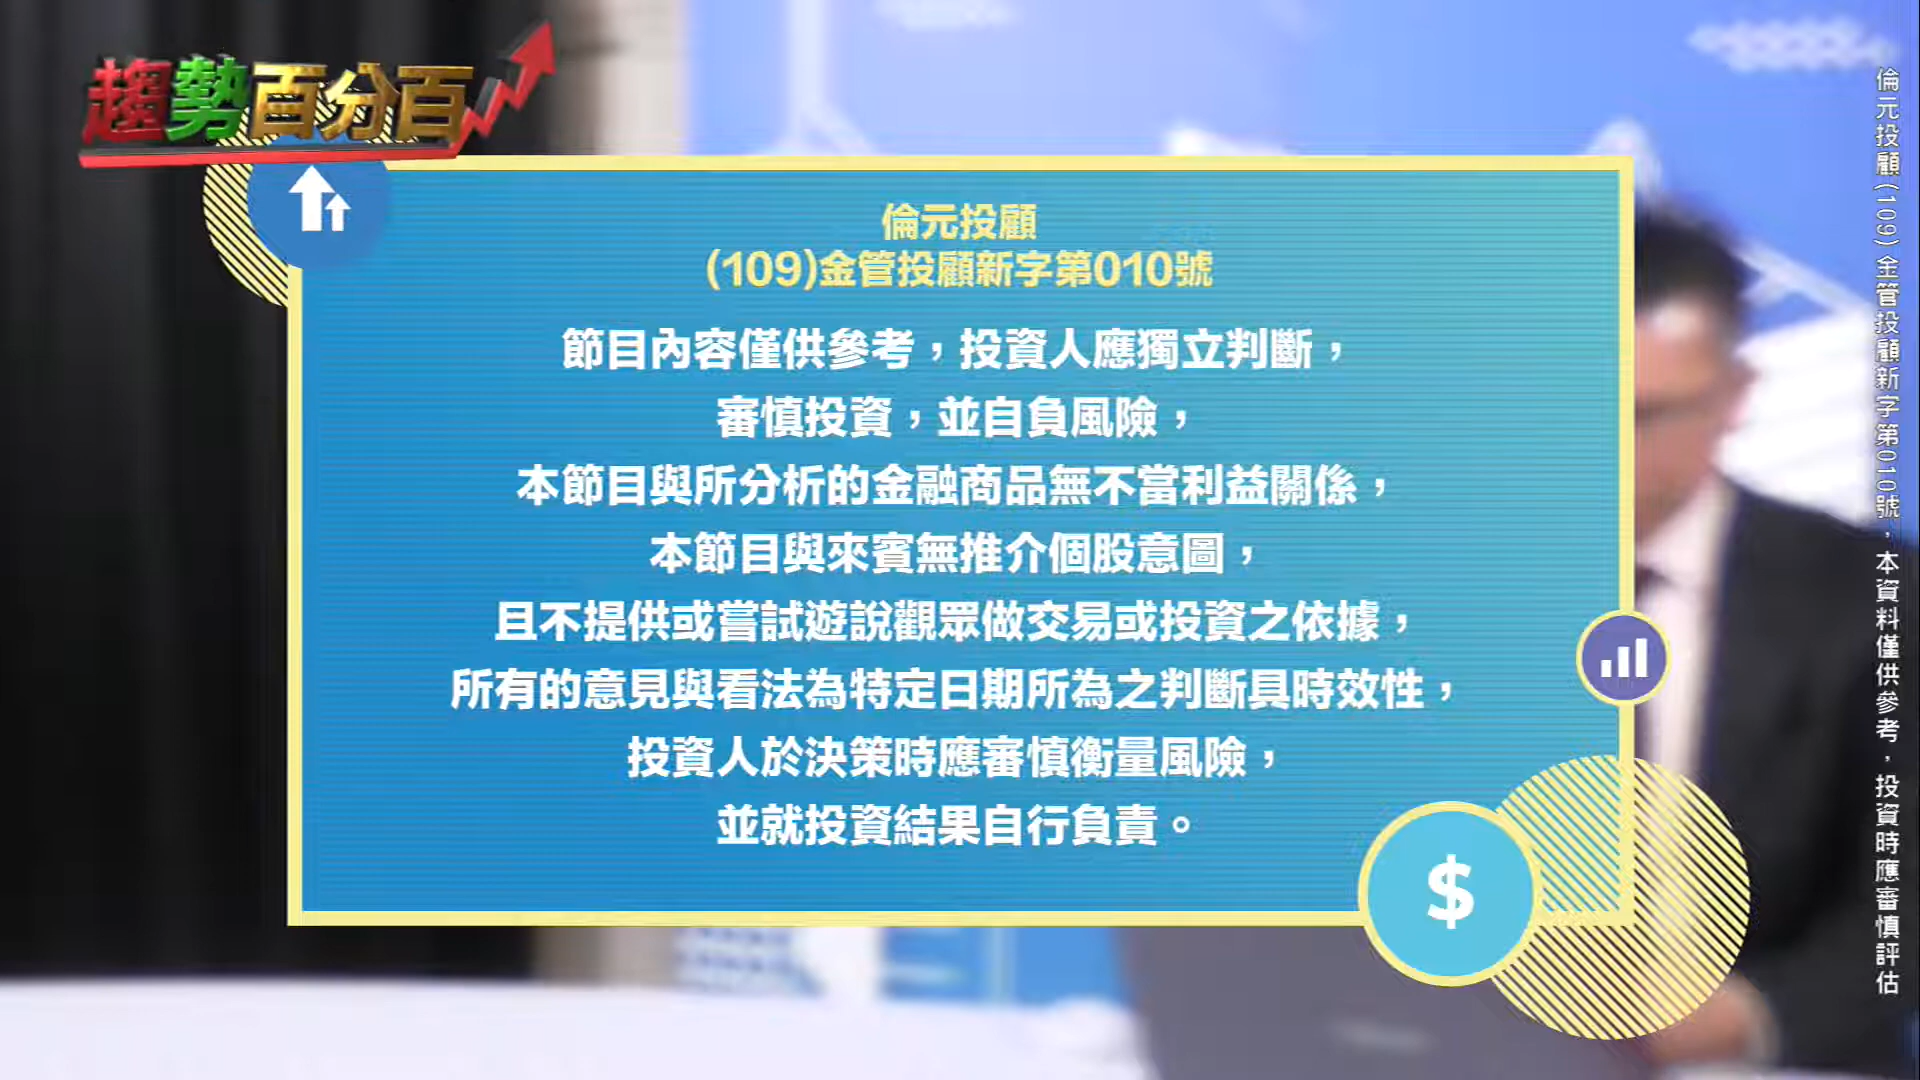 趨勢百分百
倫元投顧
(109)金管投顧新字第010號
節目內容僅供參考，投資人應獨立判斷，
審慎投資，並自負風險，
本節目與所分析的金融商品無不當利益關係，
本節目與來賓無推介個股意圖，
且不提供或嘗試遊說觀眾做交易或投資之依據，
所有的意見與看法為特定日期所為之判斷具時效性，
投資人於決策時應審慎衡量風險，
並就投資結果自行負責。
$
倫元投顧(109)金管投顧新字第010號，本資料僅供參考，投資時應審慎評估